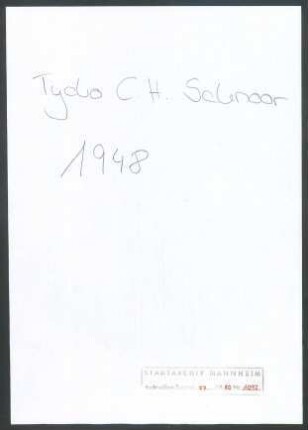 Tycho C H. Schnoor
1948
STADTARCHIV MANNHEIM